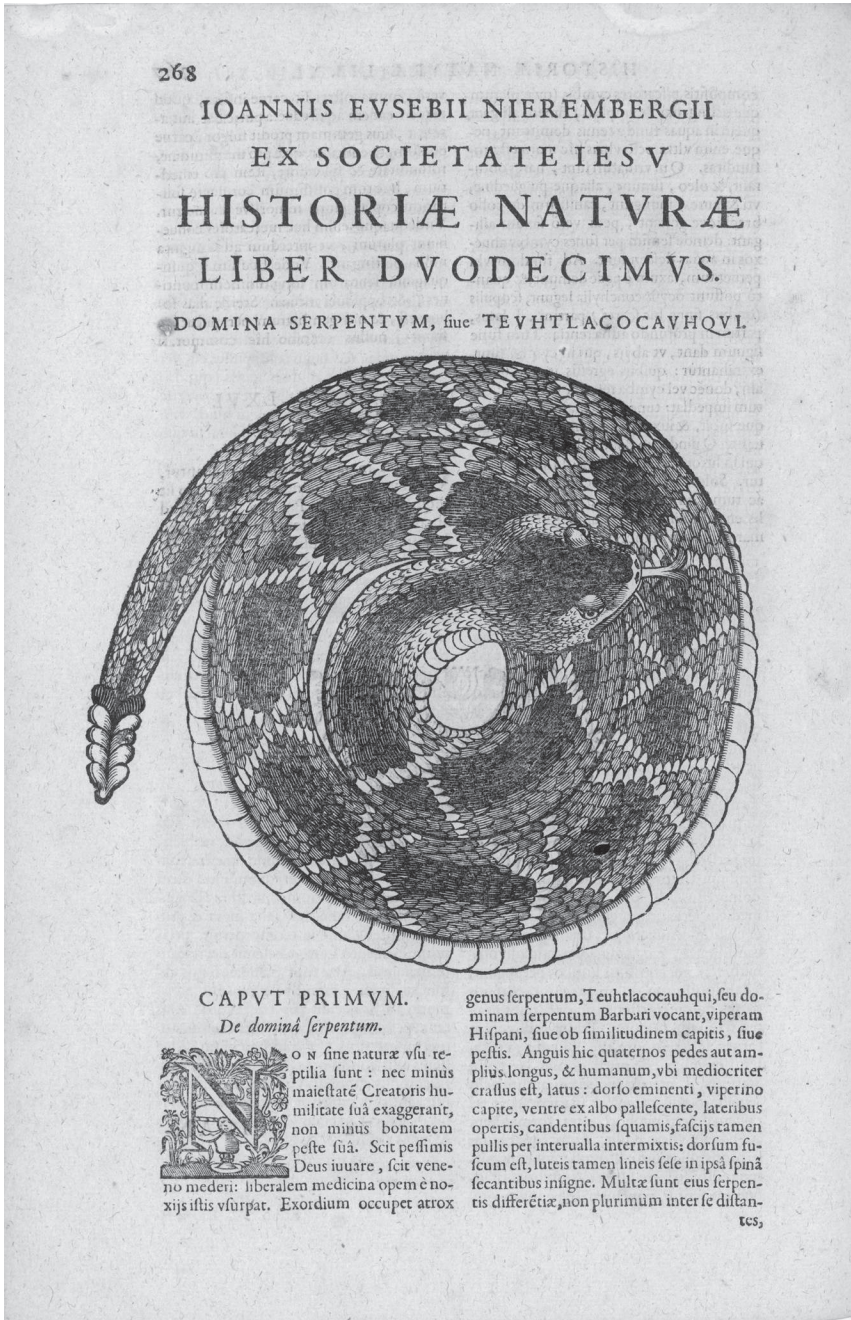 268
IOANNIS EVSEBII NIEREMBERGII
EX SOCIETATE IESV
HISTORIÆ NATVRÆ
LIBER DVODECIMVS.
DOMINA SERPENTVM, ſiue TEVHTLACOCAVHQVI.
CAPVT PRIMVM.
De dominâ ſerpentum.
NON ſine naturæ vſu re-
ptilia ſunt : nec minùs
maieſtatē Creatoris hu-
militate ſuâ exaggerant,
non minùs bonitatem
peſte ſuâ. Scit peſſimis
Deus iuuare, ſcit vene-
no mederi: liberalem medicina opem è no-
xijs iſtis vſurpat. Exordium occupet atrox
genus ſerpentum, Teuhtlacocauhqui, ſeu do-
minam ſerpentum Barbari vocant, viperam
Hiſpani, ſiue ob ſimilitudinem capitis, ſiue
peſtis. Anguis hic quaternos pedes aut am-
pliùs longus, & humanum, vbi mediocriter
craſſus eſt, latus : dorſo eminenti, viperino
capite, ventre ex albo palleſcente, lateribus
opertis, candentibus ſquamis, faſcijs tamen
pullis per interualla intermixtis: dorſum fu-
ſcum eſt, luteis tamen lineis ſeſe in ipſâ ſpinâ
ſecantibus inſigne. Multæ ſunt eius ſerpen-
tis differētiæ, non plurimùm inter ſe diſtan-
tes,